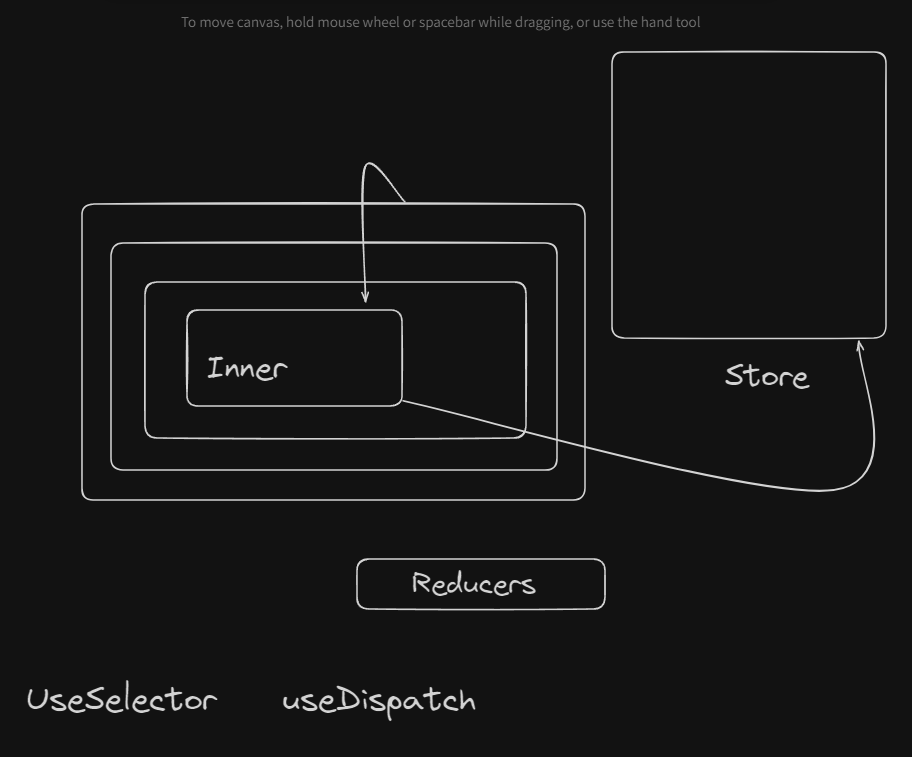 To move canvas, hold mouse wheel or spacebar while dragging, or use the hand tool
Inner
Store
Reducers
UseSelector useDispatch